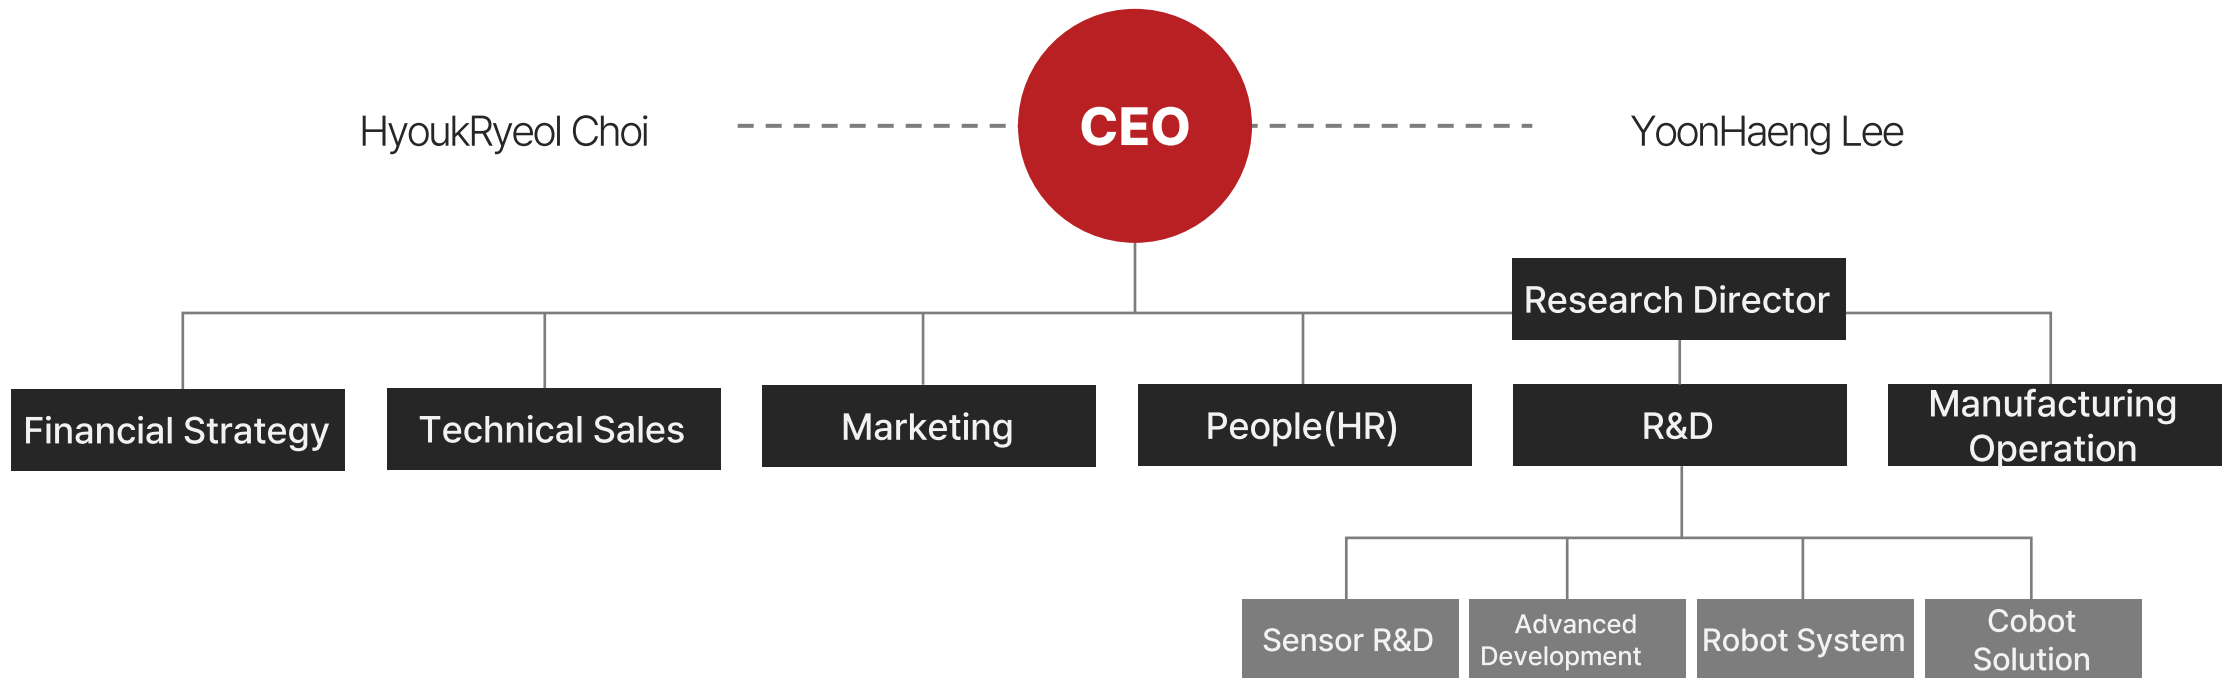 HyoukRyeol Choi
CEO
YoonHaeng Lee
Research Director
Financial Strategy
Technical Sales
Marketing
People(HR)
R&D
Manufacturing
Operation
Sensor R&D
Advanced
Development
Robot System
Cobot
Solution